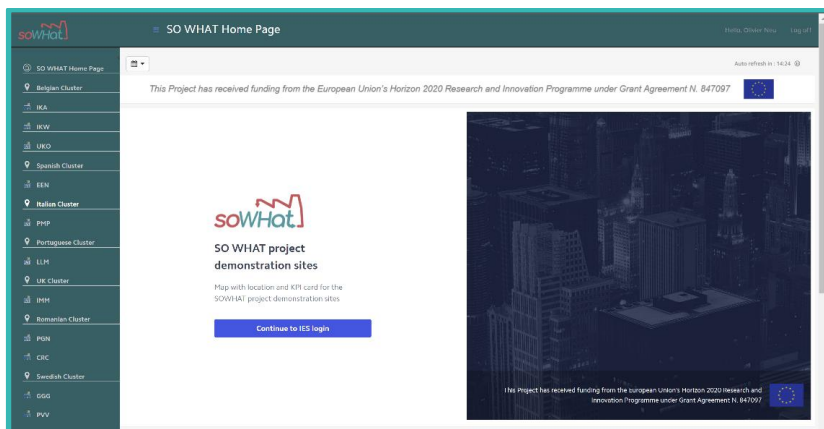 soWHat
≡ SO WHAT Home Page
Hello, Olivier Neu Log off
SO WHAT Home Page
Auto refresh in : 14:24
Belgian Cluster
This Project has received funding from the European Union's Horizon 2020 Research and Innovation Programme under Grant Agreement N. 847097
IKA
IKW
UKO
Spanish Cluster
EEN
Italian Cluster
PMP
Portuguese Cluster
LLM
UK Cluster
IMM
Romanian Cluster
PGN
CRC
Swedish Cluster
GGG
PVV
soWHat
SO WHAT project
demonstration sites
Map with location and KPI card for the
SOWHAT project demonstration sites
Continue to IES login
This Project has received funding from the European Union's Horizon 2020 Research and
Innovation Programme under Grant Agreement N. 847097